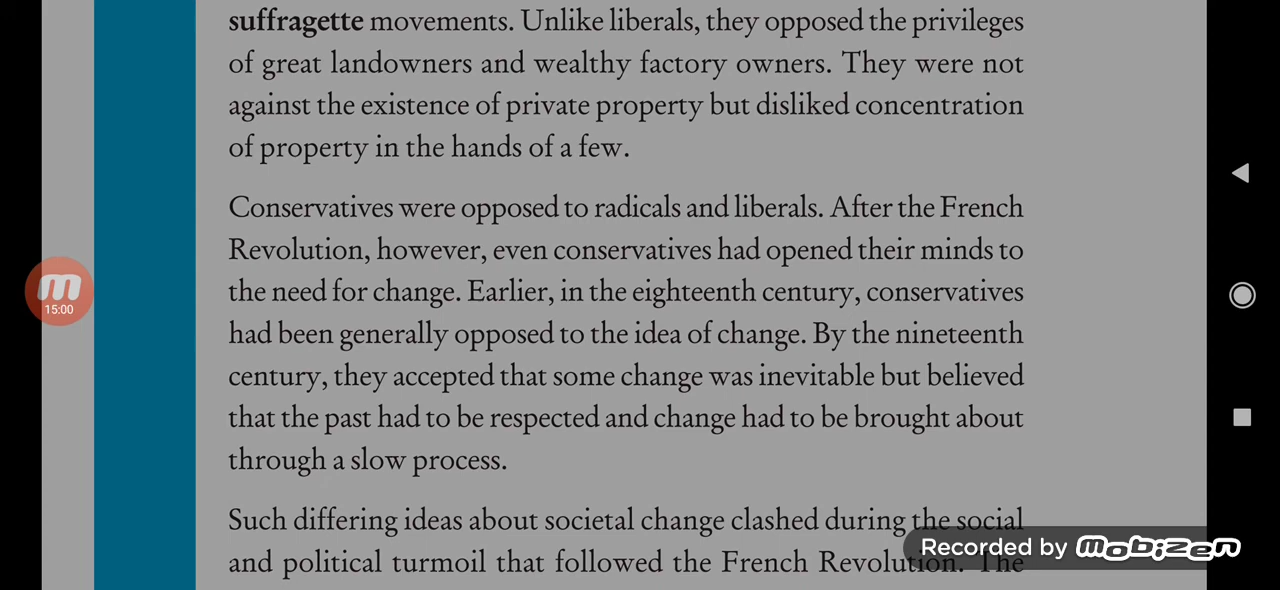 suffragette movements. Unlike liberals, they opposed the privileges
of great landowners and wealthy factory owners. They were not
against the existence of private property but disliked concentration
of property in the hands of a few.
Conservatives were opposed to radicals and liberals. After the French
Revolution, however, even conservatives had opened their minds to
the need for change. Earlier, in the eighteenth century, conservatives
had been generally opposed to the idea of change. By the nineteenth
century, they accepted that some change was inevitable but believed
that the past had to be respected and change had to be brought about
through a slow process.
Such differing ideas about societal change clashed during the social
and political turmoil that followed the French Revolution. The
m
15:00
Recorded by mobizen